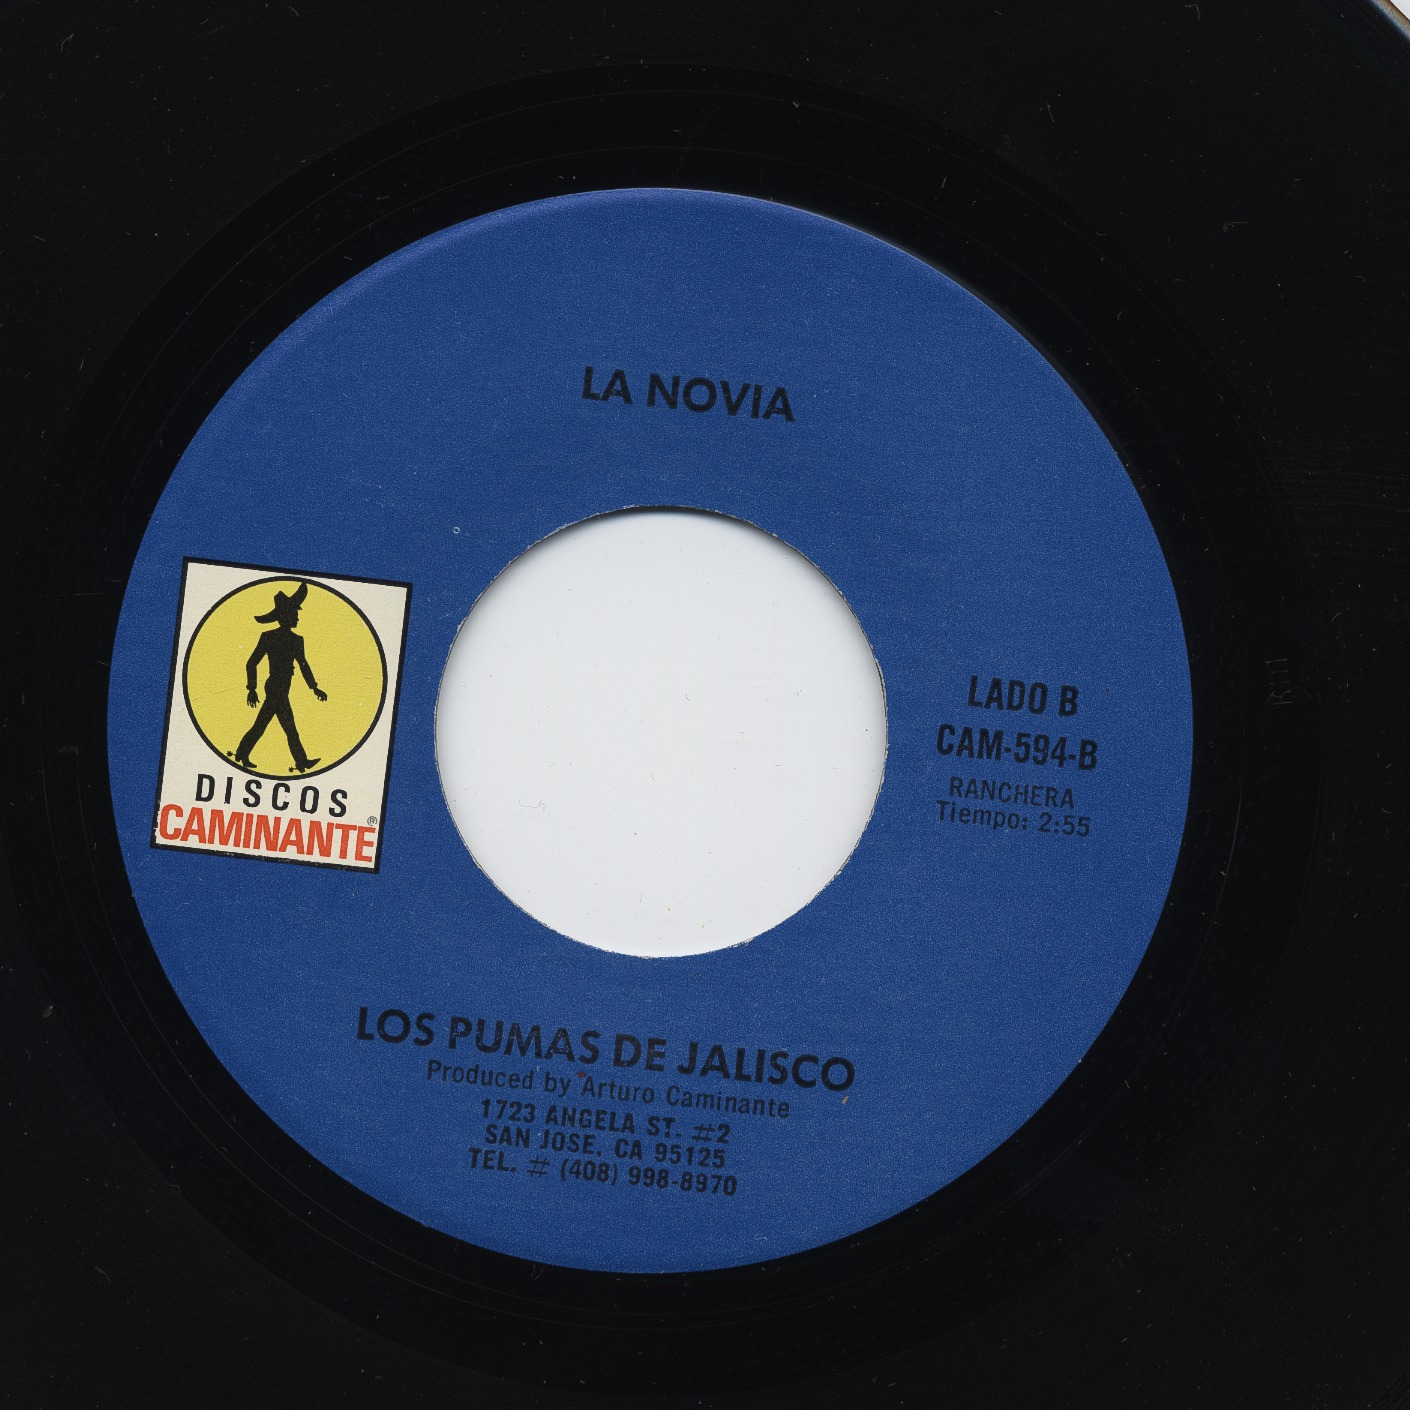 LA NOVIA
DISCOS
CAMINANTE®
LADO B
CAM-594-B
RANCHERA
Tiempo: 2:55
LOS PUMAS DE JALISCO
Produced by Arturo Caminante
1723 ANGELA ST. #2
SAN JOSE, CA 95125
TEL. # (408) 998-8970